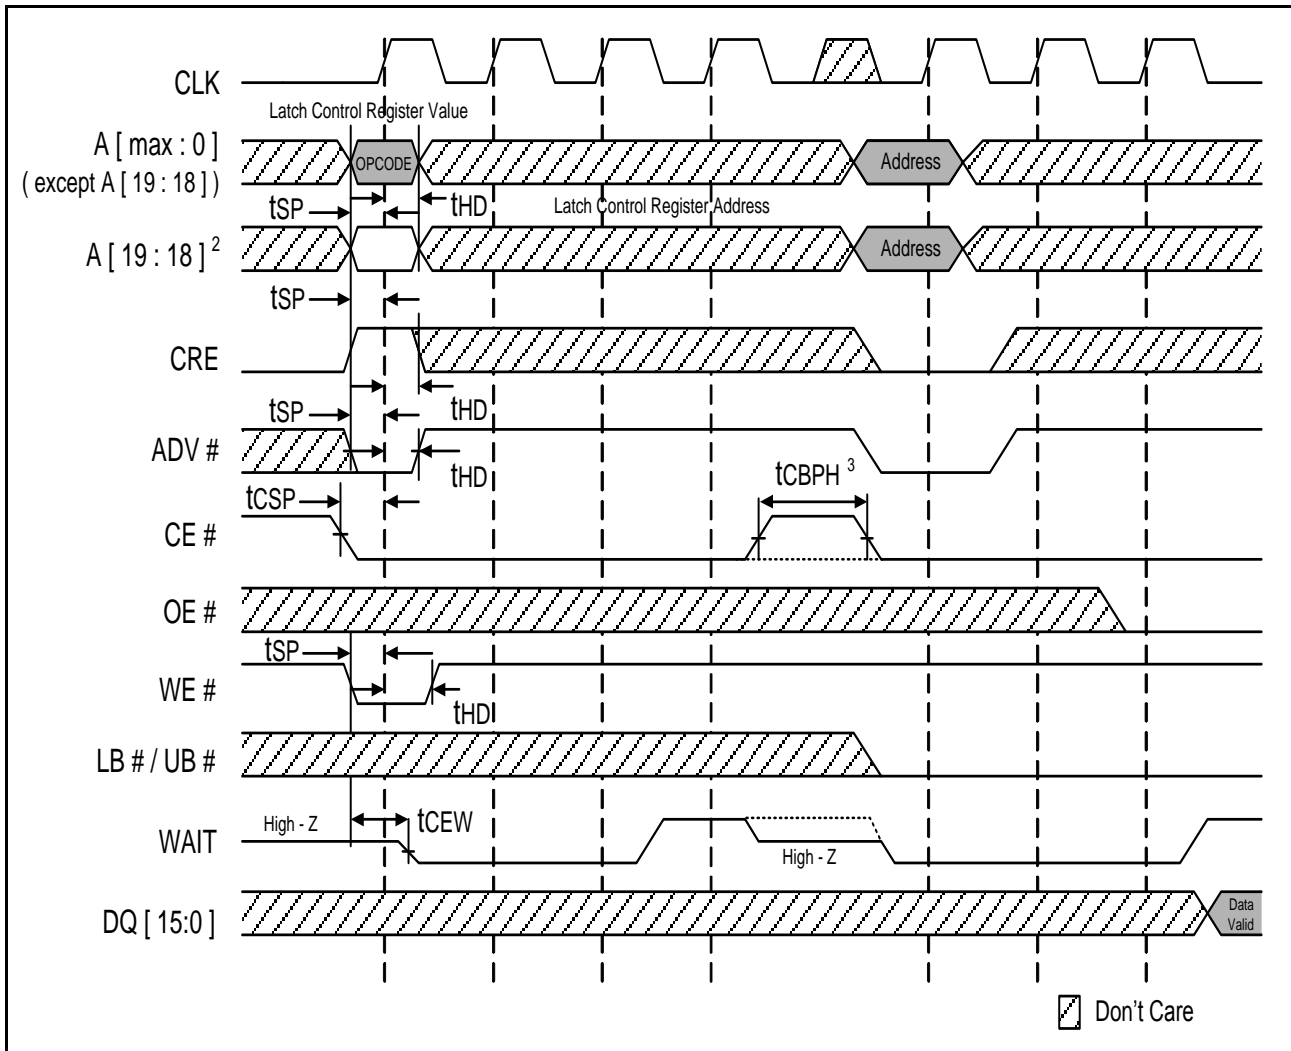 CLK
Latch Control Register Value
A [ max : 0 ]
( except A [ 19 : 18 ] )
OPCODE
Address
tSP
tHD
Latch Control Register Address
A [ 19 : 18 ] 2
Address
tSP
CRE
tSP
tHD
ADV #
tHD
tCBPH 3
tCSP
CE #
OE #
tSP
WE #
tHD
LB # / UB #
High - Z
tCEW
WAIT
High - Z
DQ [ 15:0 ]
Data
Valid
Don't Care